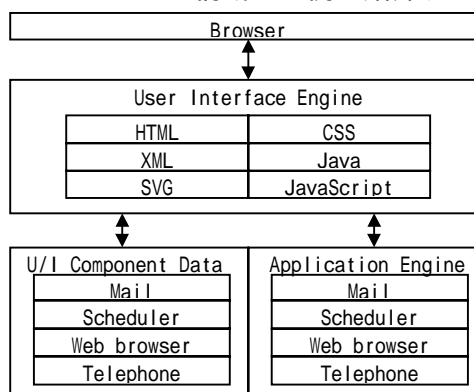 Browser
User Interface Engine
HTML CSS
XML Java
SVG JavaScript
U/I Component Data Application Engine
Mail Mail
Scheduler Scheduler
Web browser Web browser
Telephone Telephone